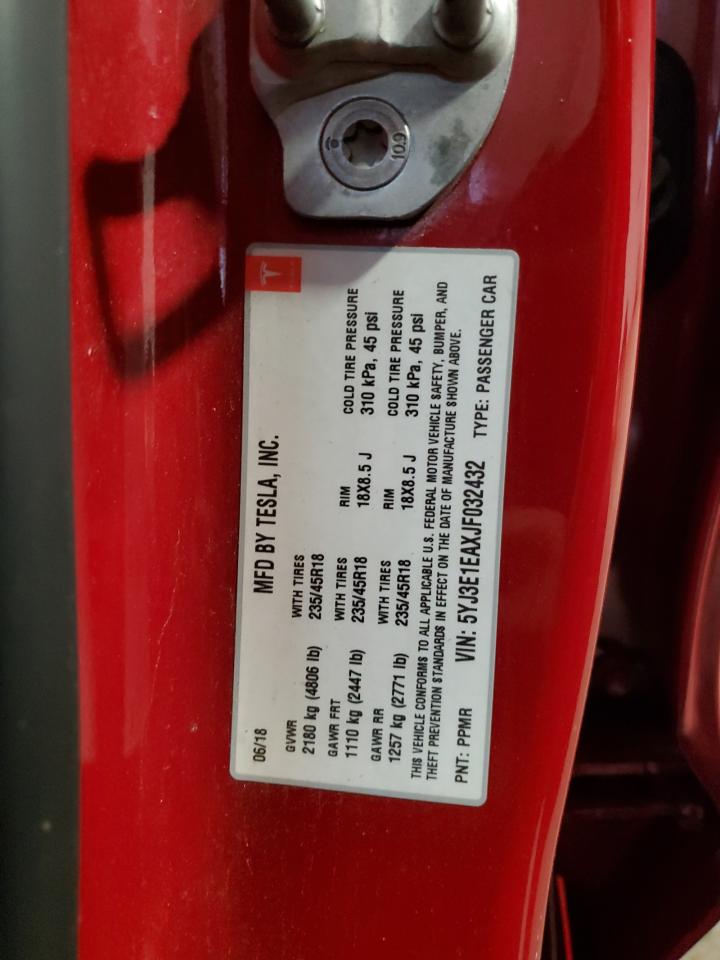 10.9
06/18
MFD BY TESLA, INC.
GVWR WITH TIRES
2180 kg (4806 lb) 235/45R18
GAWR FRT WITH TIRES RIM COLD TIRE PRESSURE
1110 kg (2447 lb) 235/45R18 18X8.5 J 310 kPa, 45 psi
GAWR RR WITH TIRES RIM COLD TIRE PRESSURE
1257 kg (2771 lb) 235/45R18 18X8.5 J 310 kPa, 45 psi
THIS VEHICLE CONFORMS TO ALL APPLICABLE U.S. FEDERAL MOTOR VEHICLE SAFETY, BUMPER, AND
THEFT PREVENTION STANDARDS IN EFFECT ON THE DATE OF MANUFACTURE SHOWN ABOVE.
PNT: PPMR VIN: 5YJ3E1EAXJF032432 TYPE: PASSENGER CAR